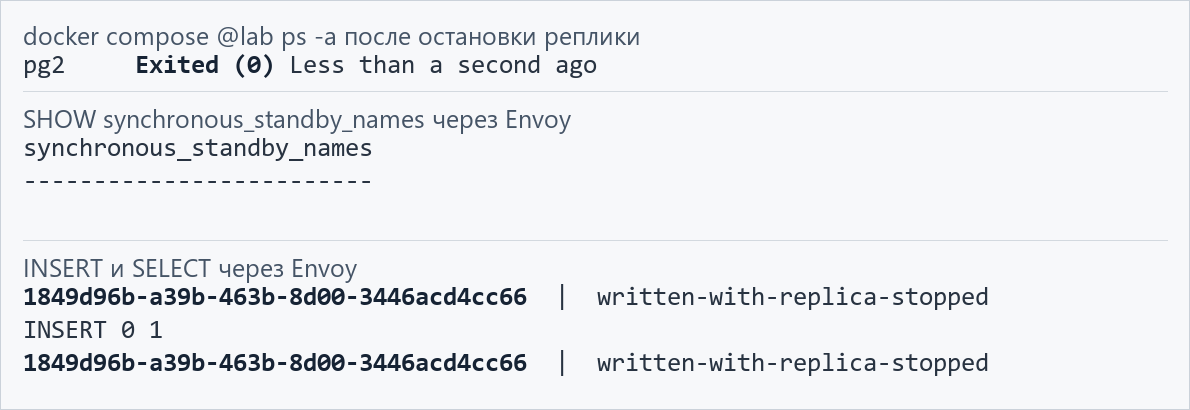 docker compose @lab ps -a после остановки реплики
pg2     Exited (0) Less than a second ago
SHOW synchronous_standby_names через Envoy
synchronous_standby_names
-------------------------
INSERT и SELECT через Envoy
1849d96b-a39b-463b-8d00-3446acd4cc66  |  written-with-replica-stopped
INSERT 0 1
1849d96b-a39b-463b-8d00-3446acd4cc66  |  written-with-replica-stopped